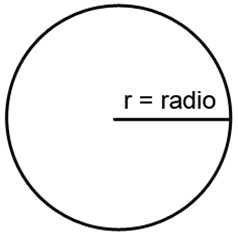 r = radio